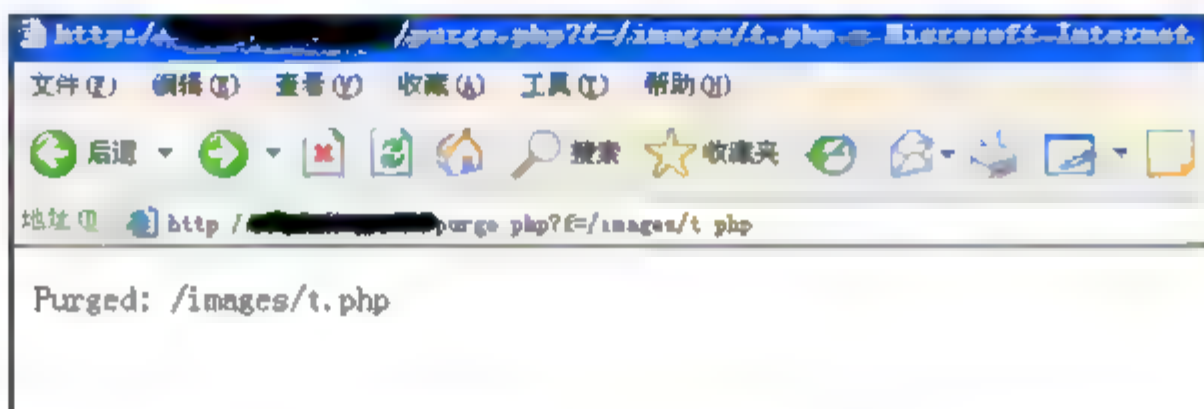 http:/ /purge.php?f=/images/t.php - Microsoft Internet
文件(F) 编辑(E) 查看(V) 收藏(A) 工具(T) 帮助(H)
后退 搜索 收藏夹
地址(D) http / purge php?f=/images/t php
Purged: /images/t.php